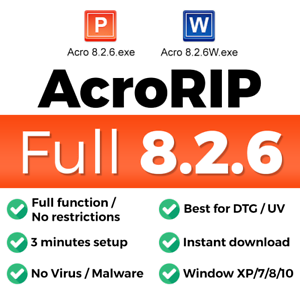 P W
Acro 8.2.6.exe Acro 8.2.6W.exe
AcroRIP
Full 8.2.6
Full function / Best for DTG / UV
No restrictions
3 minutes setup Instant download
No Virus / Malware Window XP/7/8/10